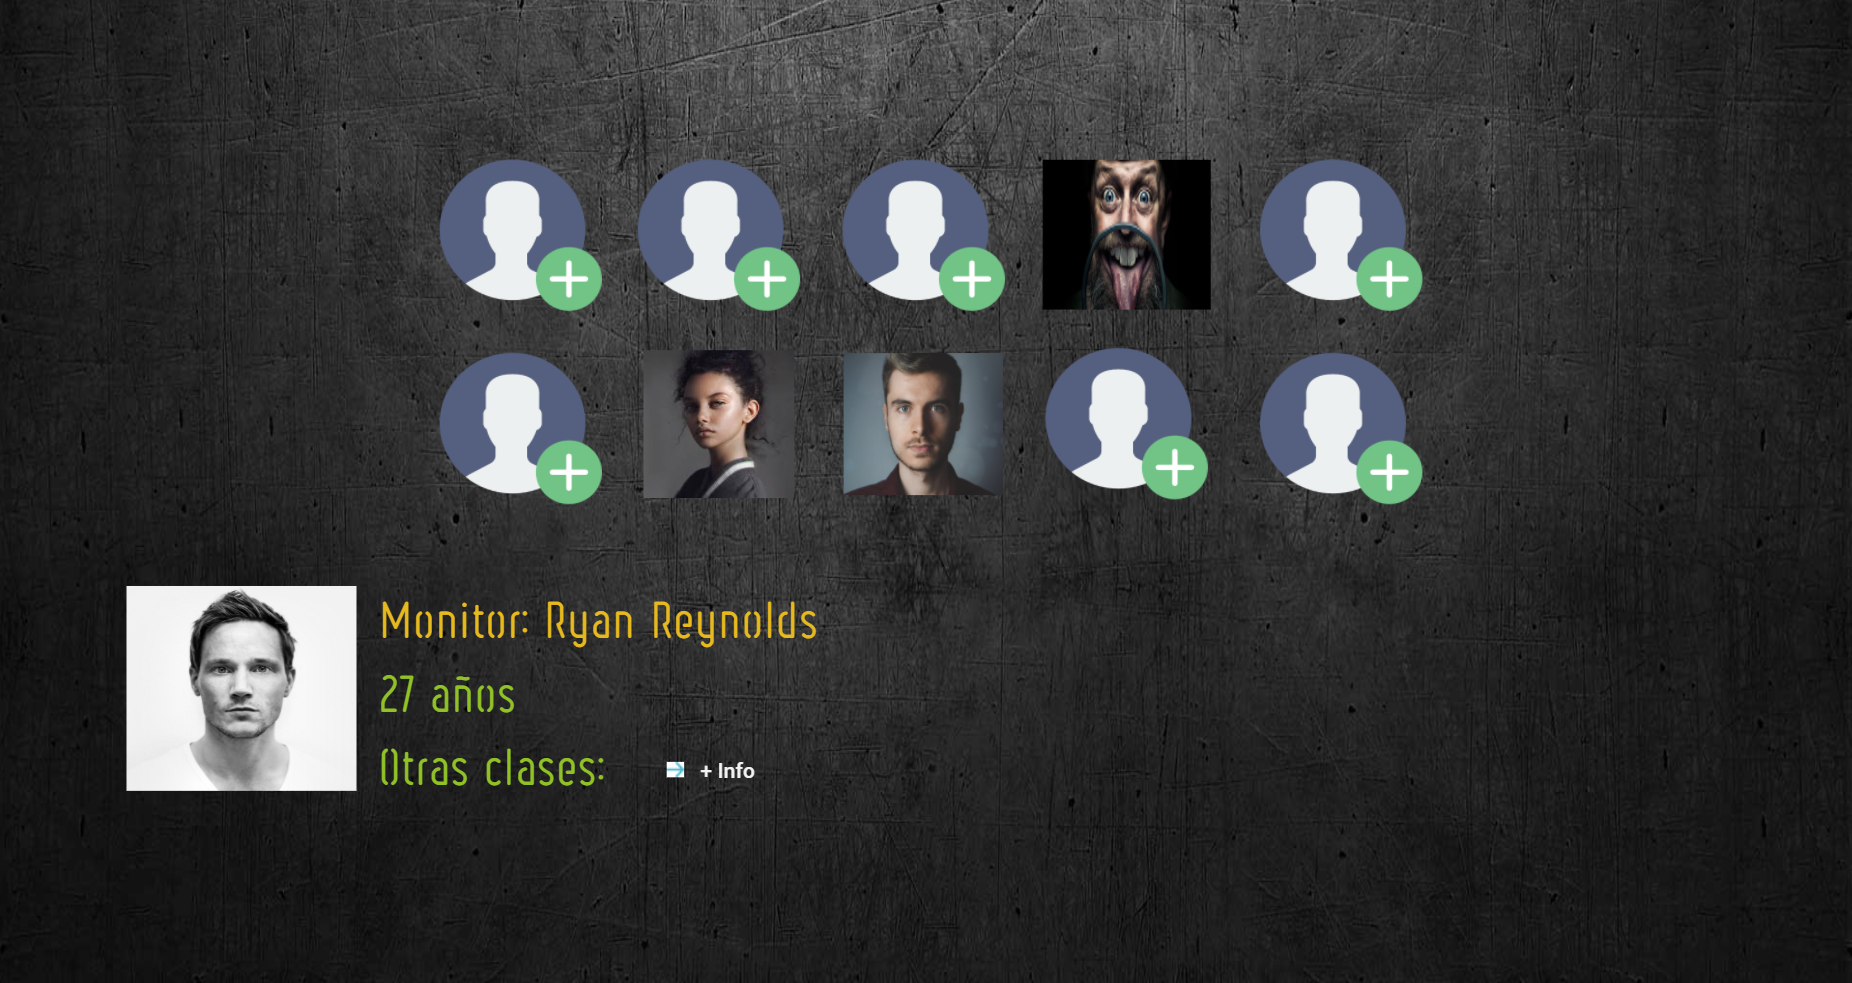 Monitor: Ryan Reynolds
27 años
Otras clases:
+ Info